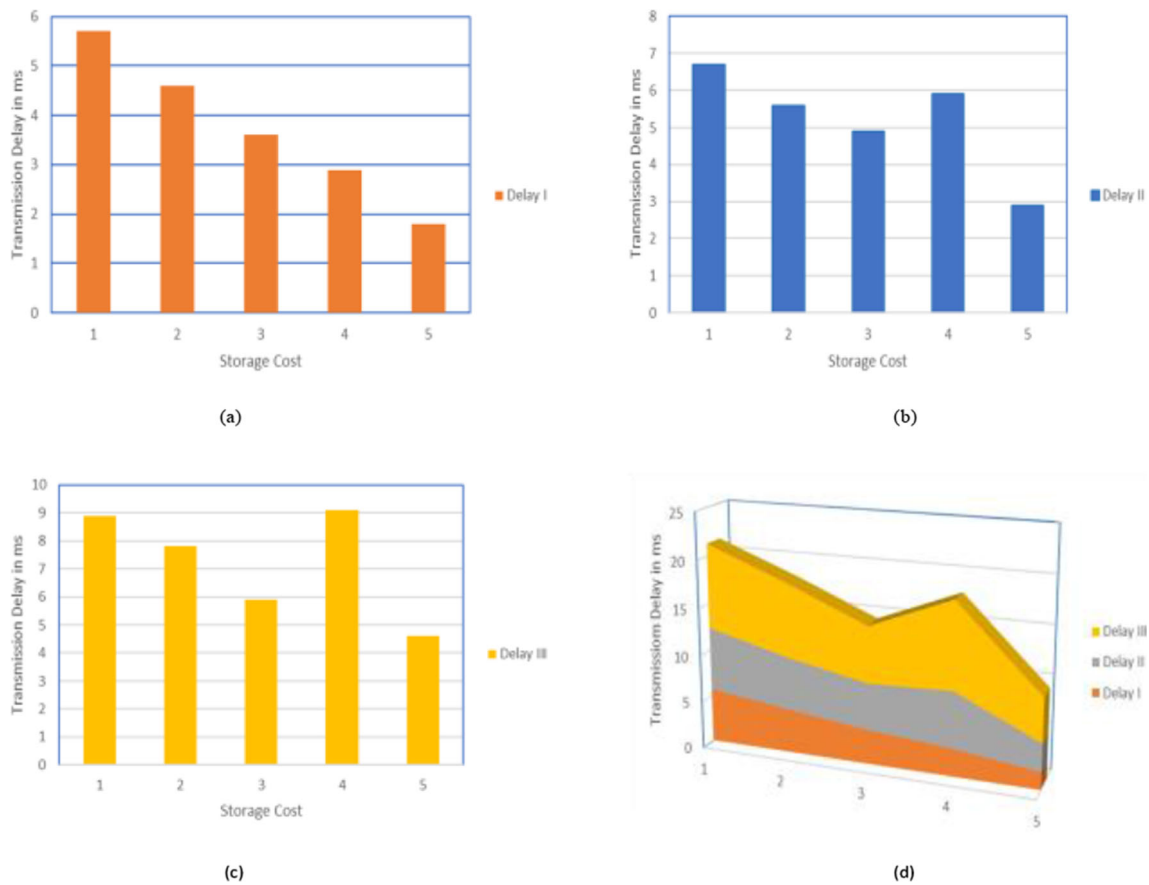 6
5
4
3
2
1
0
Transmission Delay in ms
1 2 3 4 5
Storage Cost
Delay I
(a)
8
7
6
5
4
3
2
1
0
Transmission Delay in ms
1 2 3 4 5
Storage Cost
Delay II
(b)
10
9
8
7
6
5
4
3
2
1
0
Transmission Delay in ms
1 2 3 4 5
Storage Cost
Delay III
(c)
25
20
15
10
5
0
Transmissiom Delay in ms
1 2 3 4 5
Delay III
Delay II
Delay I
(d)